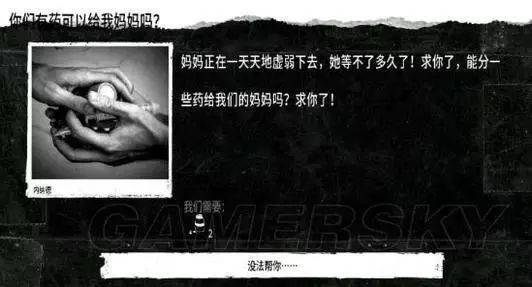 你们有药可以给我妈妈吗？
妈妈正在一天天地虚弱下去，她等不了多久了！求你了，能分一
些药给我们的妈妈吗？求你了！
内纳德
我们需要：
2
GAMERSKY
没法帮你……